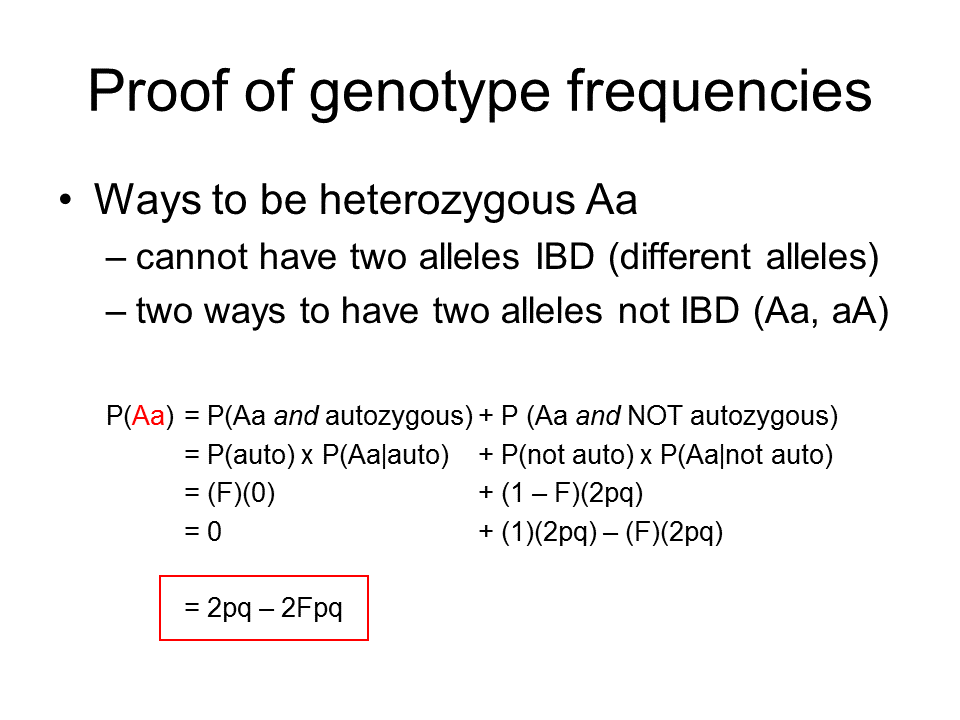 Proof of genotype frequencies
• Ways to be heterozygous Aa
– cannot have two alleles IBD (different alleles)
– two ways to have two alleles not IBD (Aa, aA)
P(Aa) = P(Aa and autozygous) + P (Aa and NOT autozygous)
= P(auto) x P(Aa|auto) + P(not auto) x P(Aa|not auto)
= (F)(0) + (1 – F)(2pq)
= 0 + (1)(2pq) – (F)(2pq)
= 2pq – 2Fpq